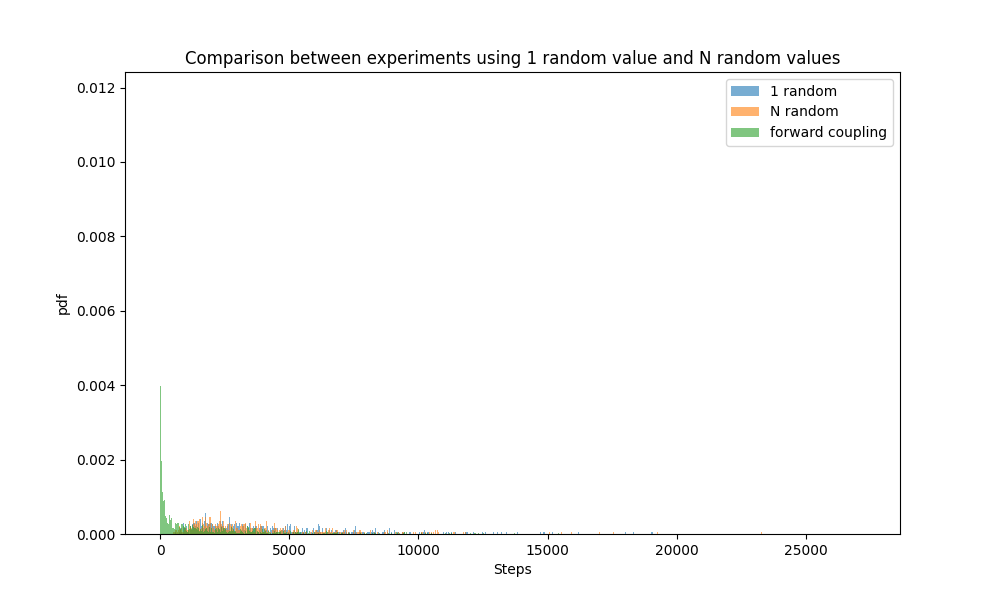 Comparison between experiments using 1 random value and N random values
1 random
N random
forward coupling
pdf
0.012
0.010
0.008
0.006
0.004
0.002
0.000
0
5000
10000
15000
20000
25000
Steps